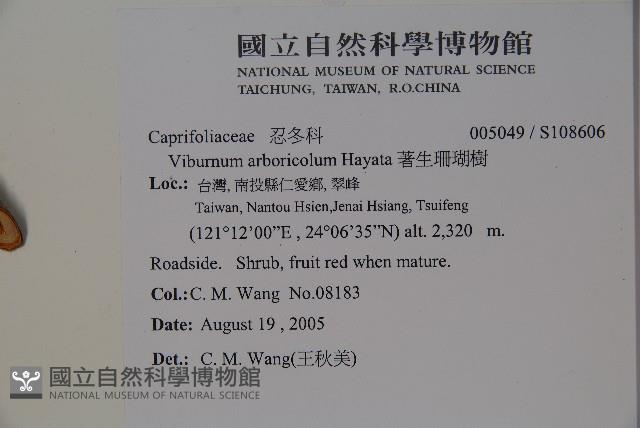 國立自然科學博物館
NATIONAL MUSEUM OF NATURAL SCIENCE
TAICHUNG, TAIWAN, R.O.CHINA
Caprifoliaceae 忍冬科 005049 / S108606
Viburnum arboricolum Hayata 著生珊瑚樹
Loc.: 台灣, 南投縣仁愛鄉, 翠峰
Taiwan, Nantou Hsien,Jenai Hsiang, Tsuifeng
(121°12'00”E , 24°06'35”N) alt. 2,320 m.
Roadside. Shrub, fruit red when mature.
Col.: C. M. Wang No.08183
Date: August 19 , 2005
Det.: C. M. Wang(王秋美)
國立自然科學博物館
NATIONAL MUSEUM OF NATURAL SCIENCE